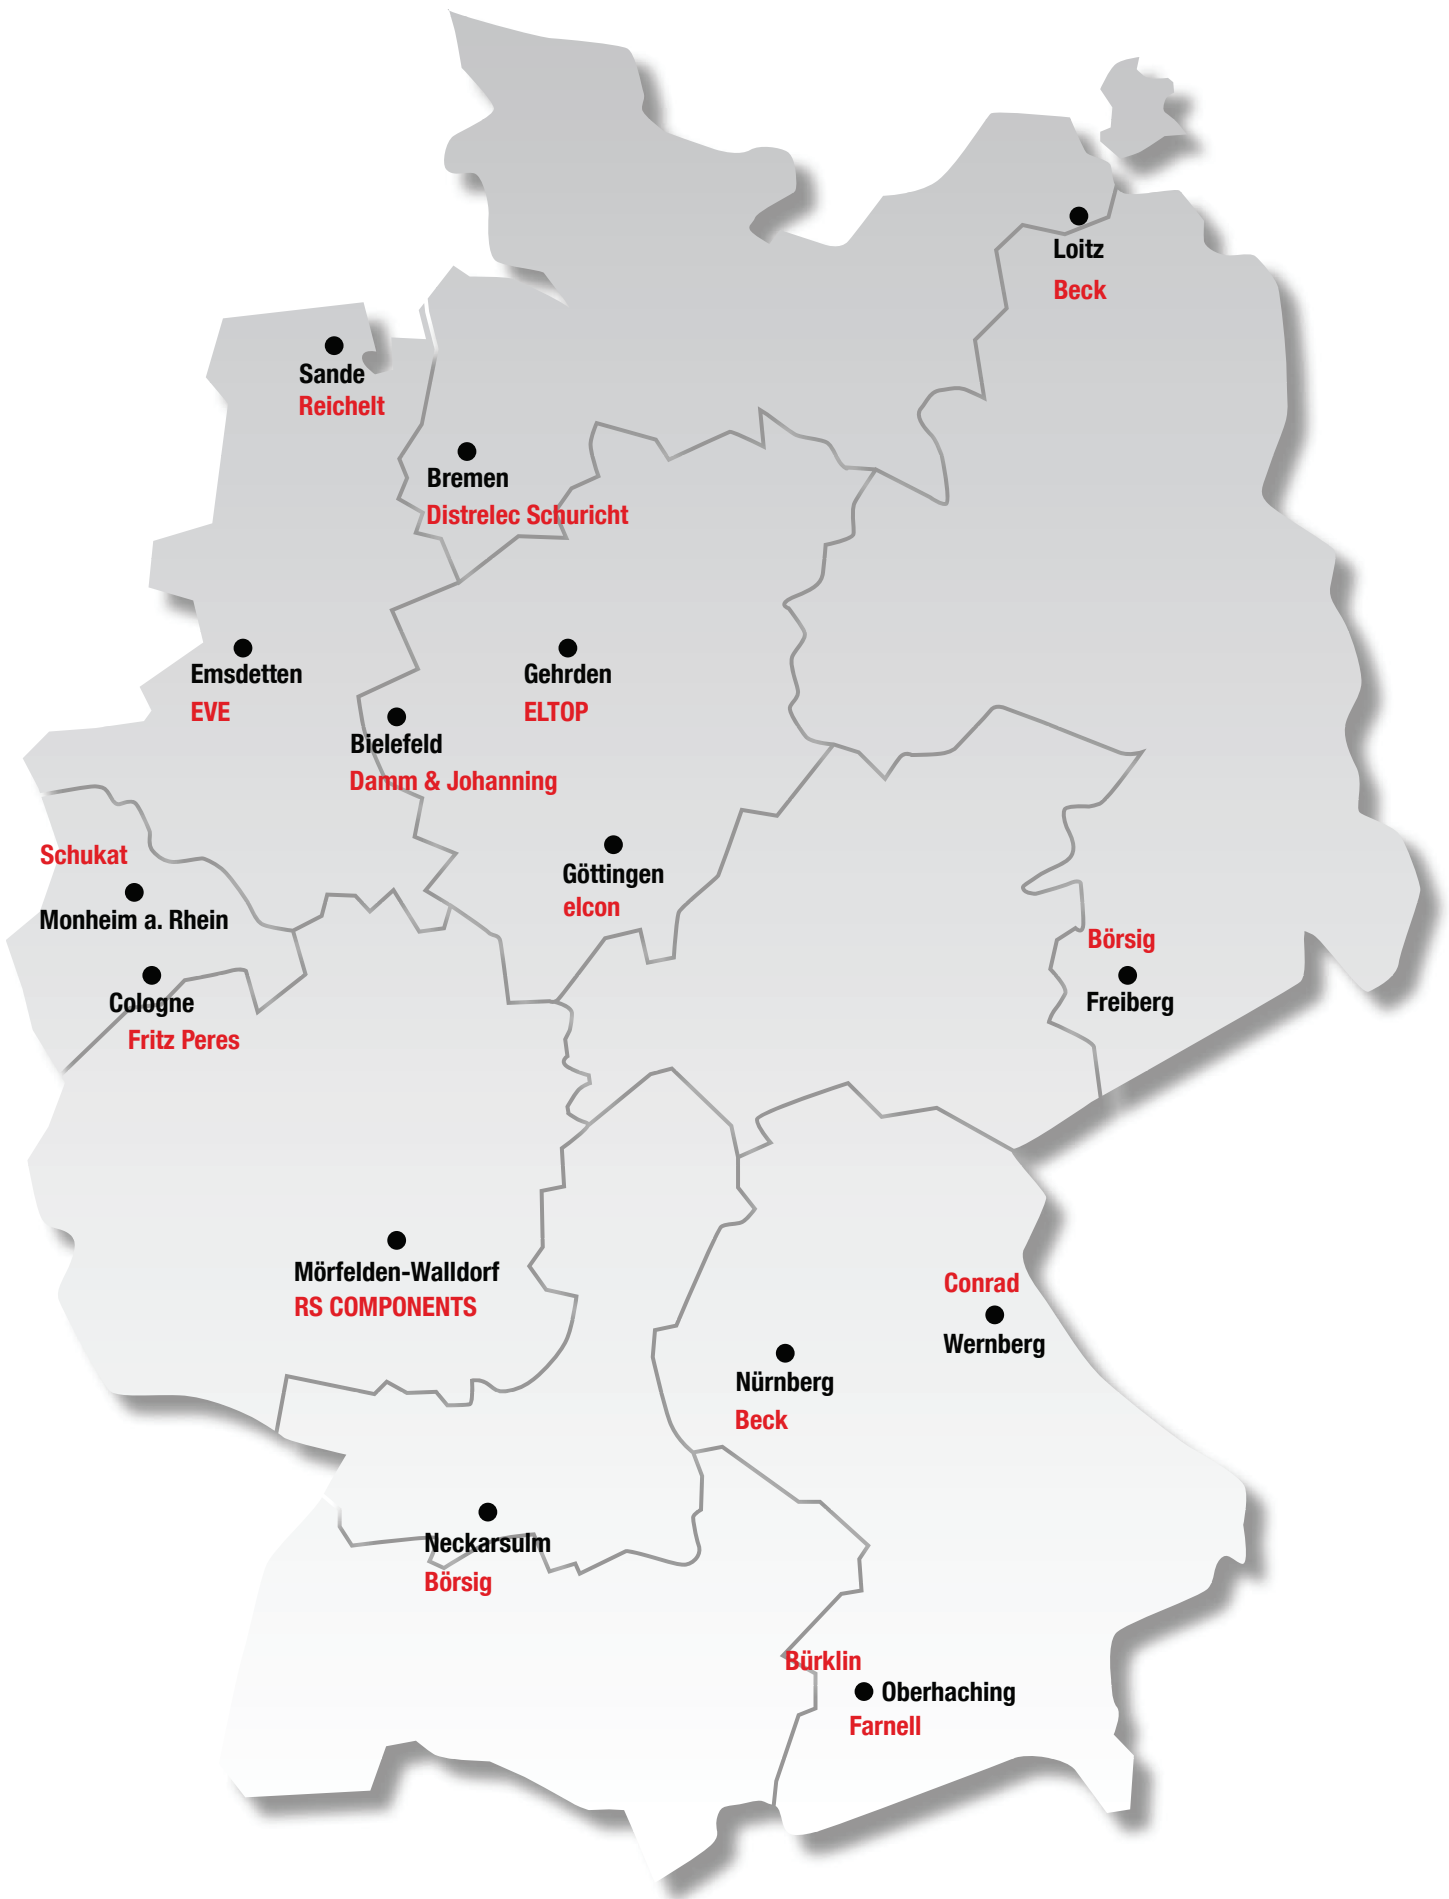 Loitz
Beck
Sande
Reichelt
Bremen
Distrelec Schuricht
Emsdetten
EVE
Gehrden
ELTOP
Bielefeld
Damm & Johanning
Schukat
Monheim a. Rhein
Göttingen
elcon
Börsig
Freiberg
Cologne
Fritz Peres
Mörfelden-Walldorf
RS COMPONENTS
Conrad
Wernberg
Nürnberg
Beck
Neckarsulm
Börsig
Bürklin
Oberhaching
Farnell